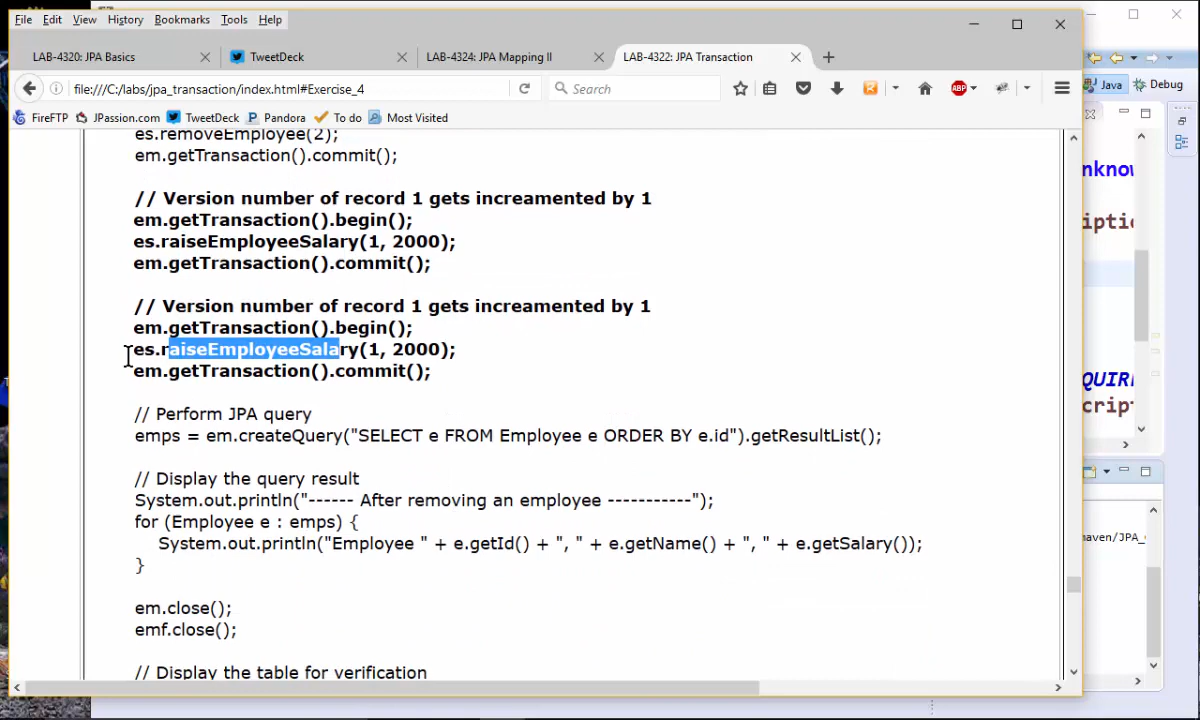 File Edit View History Bookmarks Tools Help
LAB-4320: JPA Basics
TweetDeck
LAB-4324: JPA Mapping II
LAB-4322: JPA Transaction
file:///C:/labs/jpa_transaction/index.html#Exercise_4
Search
ABP
Java
Debug
FireFTP JPassion.com TweetDeck Pandora To do Most Visited
es.removeEmployee(2);
em.getTransaction().commit();
// Version number of record 1 gets increamented by 1
em.getTransaction().begin();
es.raiseEmployeeSalary(1, 2000);
em.getTransaction().commit();
// Version number of record 1 gets increamented by 1
em.getTransaction().begin();
es.raiseEmployeeSalary(1, 2000);
em.getTransaction().commit();
// Perform JPA query
emps = em.createQuery("SELECT e FROM Employee e ORDER BY e.id").getResultList();
// Display the query result
System.out.println("------ After removing an employee -----------");
for (Employee e : emps) {
System.out.println("Employee " + e.getId() + ", " + e.getName() + ", " + e.getSalary());
}
em.close();
emf.close();
// Display the table for verification